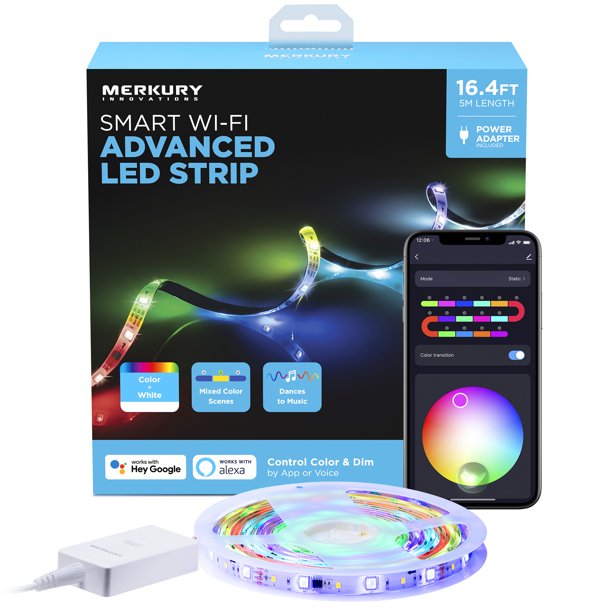 MERKURY
INNOVATIONS
SMART WI-FI
ADVANCED
LED STRIP
16.4FT
5M LENGTH
POWER
ADAPTER
INCLUDED
Color
+
White
Mixed Color
Scenes
Dances
to Music
works with
Hey Google
WORKS WITH
alexa
Control Color & Dim
by App or Voice
12:06
Mode
Static >
Color transition
MERKURY